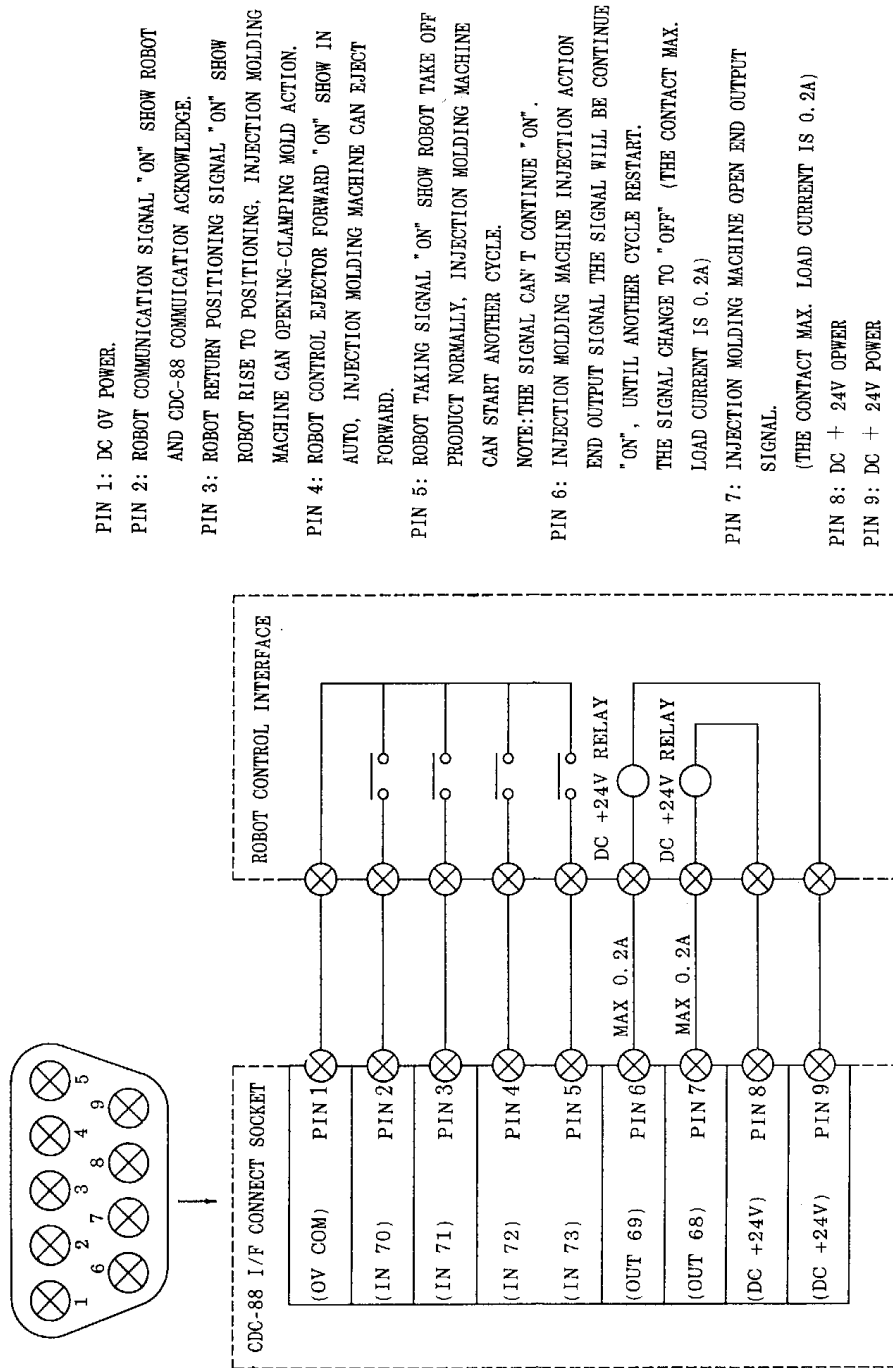 1 2 3 4 5
6 7 8 9
CDC-88 I/F CONNECT SOCKET
ROBOT CONTROL INTERFACE
(OV COM) PIN 1
(IN 70) PIN 2
(IN 71) PIN 3
(IN 72) PIN 4
(IN 73) PIN 5
(OUT 69) PIN 6 MAX 0.2A DC +24V RELAY
(OUT 68) PIN 7 MAX 0.2A DC +24V RELAY
(DC +24V) PIN 8
(DC +24V) PIN 9
PIN 1: DC 0V POWER.
PIN 2: ROBOT COMMUNICATION SIGNAL "ON" SHOW ROBOT
AND CDC-88 COMMUICATION ACKNOWLEDGE.
PIN 3: ROBOT RETURN POSITIONING SIGNAL "ON" SHOW
ROBOT RISE TO POSITIONING, INJECTION MOLDING
MACHINE CAN OPENING-CLAMPING MOLD ACTION.
PIN 4: ROBOT CONTROL EJECTOR FORWARD "ON" SHOW IN
AUTO, INJECTION MOLDING MACHINE CAN EJECT
FORWARD.
PIN 5: ROBOT TAKING SIGNAL "ON" SHOW ROBOT TAKE OFF
PRODUCT NORMALLY, INJECTION MOLDING MACHINE
CAN START ANOTHER CYCLE.
NOTE:THE SIGNAL CAN'T CONTINUE "ON".
PIN 6: INJECTION MOLDING MACHINE INJECTION ACTION
END OUTPUT SIGNAL THE SIGNAL WILL BE CONTINUE
"ON", UNTIL ANOTHER CYCLE RESTART.
THE SIGNAL CHANGE TO "OFF" (THE CONTACT MAX.
LOAD CURRENT IS 0.2A)
PIN 7: INJECTION MOLDING MACHINE OPEN END OUTPUT
SIGNAL.
(THE CONTACT MAX. LOAD CURRENT IS 0.2A)
PIN 8: DC + 24V OPWER
PIN 9: DC + 24V POWER